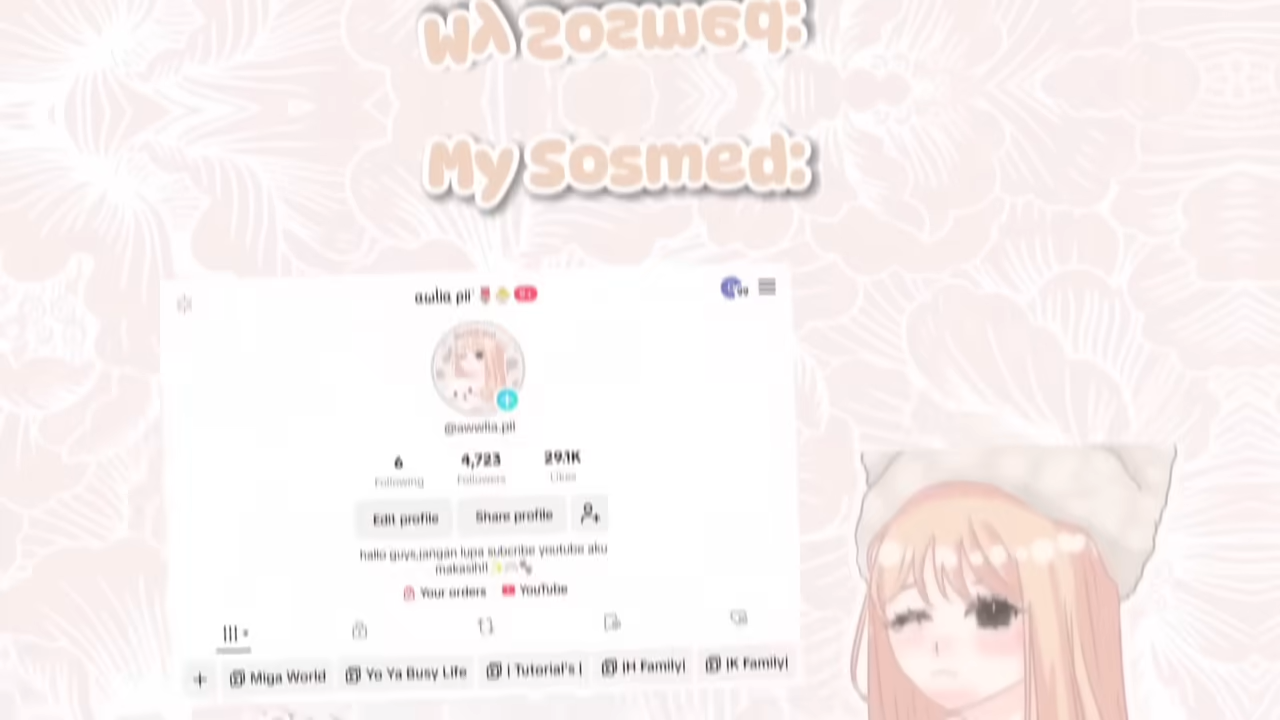 My Sosmed:
My Sosmed:
awlia pii'
@awwlia.pii
6 4,723 29.1K
Following Followers Likes
Edit profile Share profile
hallo guys,jangan lupa subcribe youtube aku
makasih!!
Your orders YouTube
Miga World Yo Ya Busy Life | Tutorial's | |H Family| |K Family|